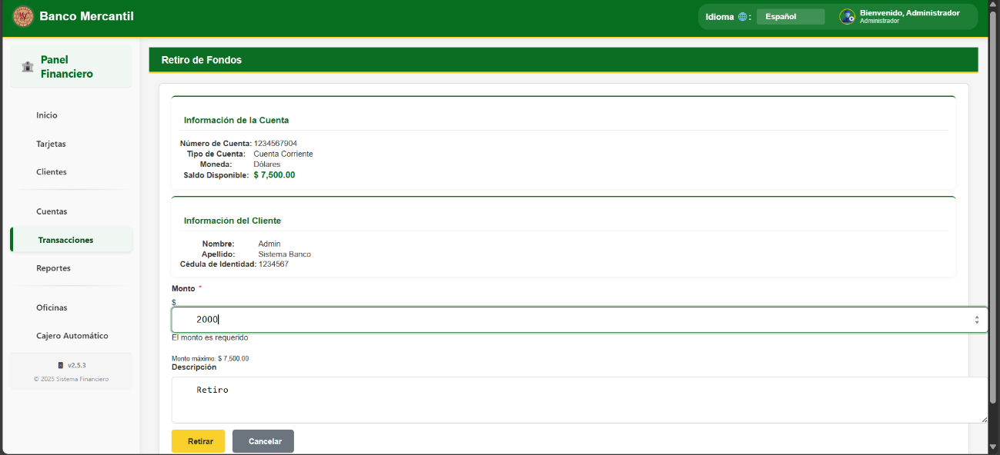 Banco Mercantil
Idioma 🌐 : Español
Bienvenido, Administrador
Administrador
Panel
Financiero
Inicio
Tarjetas
Clientes
Cuentas
Transacciones
Reportes
Oficinas
Cajero Automático
v2.5.3
© 2025 Sistema Financiero
Retiro de Fondos
Información de la Cuenta
Número de Cuenta: 1234567904
Tipo de Cuenta: Cuenta Corriente
Moneda: Dólares
Saldo Disponible: $ 7,500.00
Información del Cliente
Nombre: Admin
Apellido: Sistema Banco
Cédula de Identidad: 1234567
Monto *
$
2000
El monto es requerido
Monto máximo: $ 7,500.00
Descripción
Retiro
Retirar Cancelar